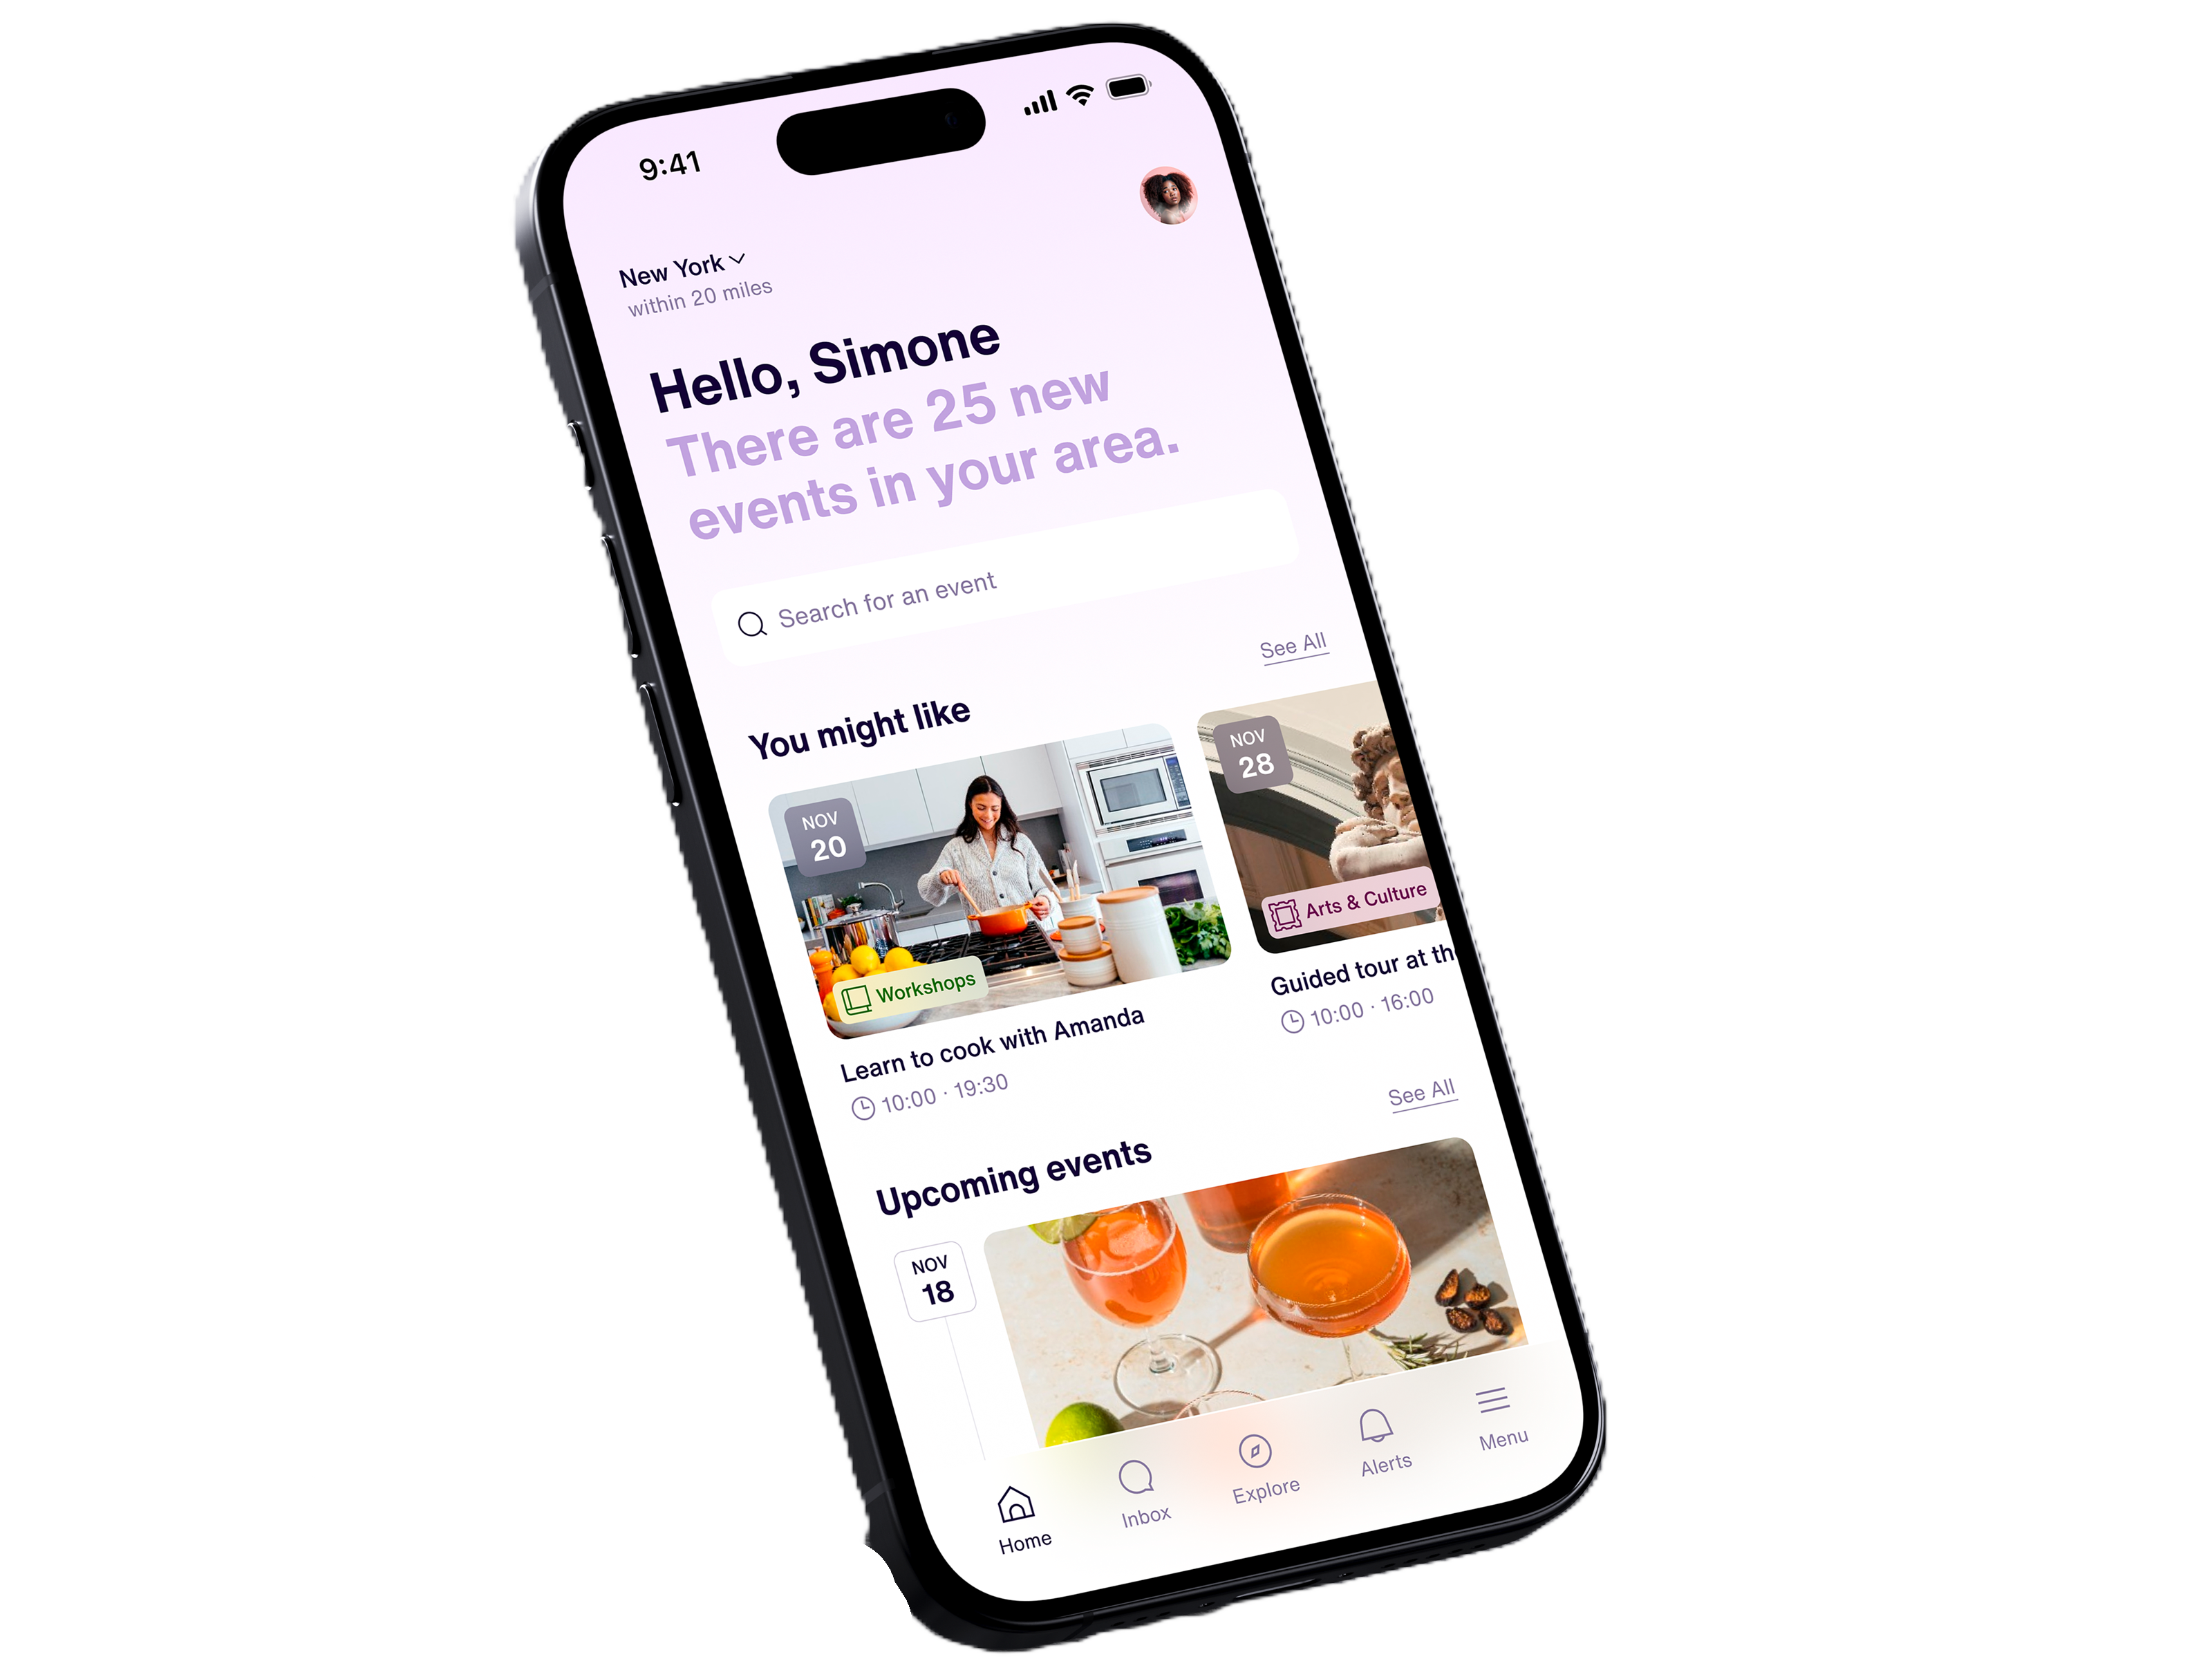 9:41
New York
within 20 miles
Hello, Simone
There are 25 new
events in your area.
Search for an event
See All
You might like
NOV
20
Workshops
Learn to cook with Amanda
10:00 · 19:30
NOV
28
Arts & Culture
Guided tour at th
10:00 · 16:00
See All
Upcoming events
NOV
18
Home
Inbox
Explore
Alerts
Menu